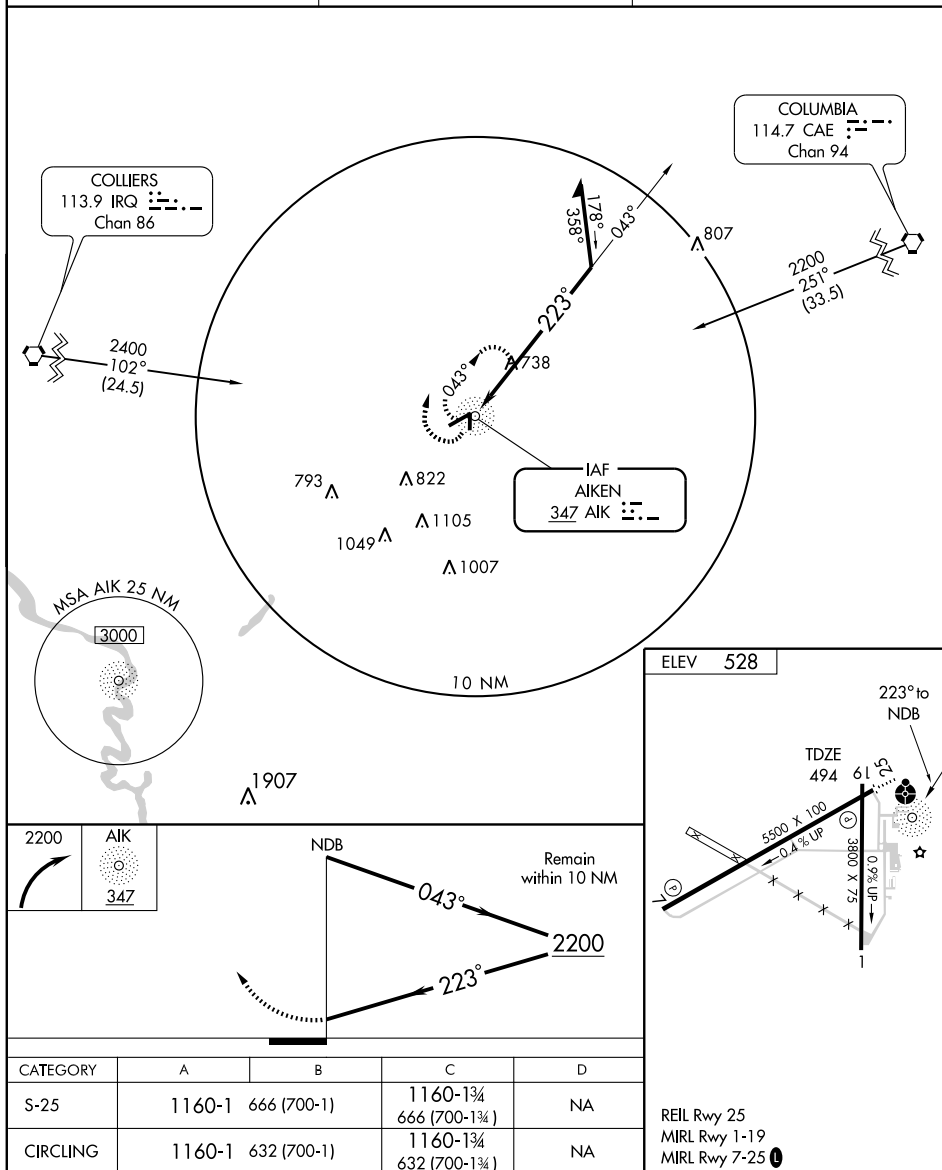 COLUMBIA
114.7 CAE
Chan 94
COLLIERS
113.9 IRQ
Chan 86
178°
358°
043°
807
2200
251°
(33.5)
223°
2400
102°
(24.5)
738
043°
IAF
AIKEN
347 AIK
793
822
1105
1049
1007
MSA AIK 25 NM
3000
10 NM
1907
ELEV 528
223° to
NDB
TDZE
494
19
25
5500 X 100
0.4% UP
P
P
3800 X 75
0.9% UP
7
1
2200
AIK
347
NDB
Remain
within 10 NM
043°
2200
223°
CATEGORY A B C D
S-25 1160-1 666 (700-1) 1160-1¾ 666 (700-1¾) NA
CIRCLING 1160-1 632 (700-1) 1160-1¾ 632 (700-1¾) NA
REIL Rwy 25
MIRL Rwy 1-19
MIRL Rwy 7-25 L